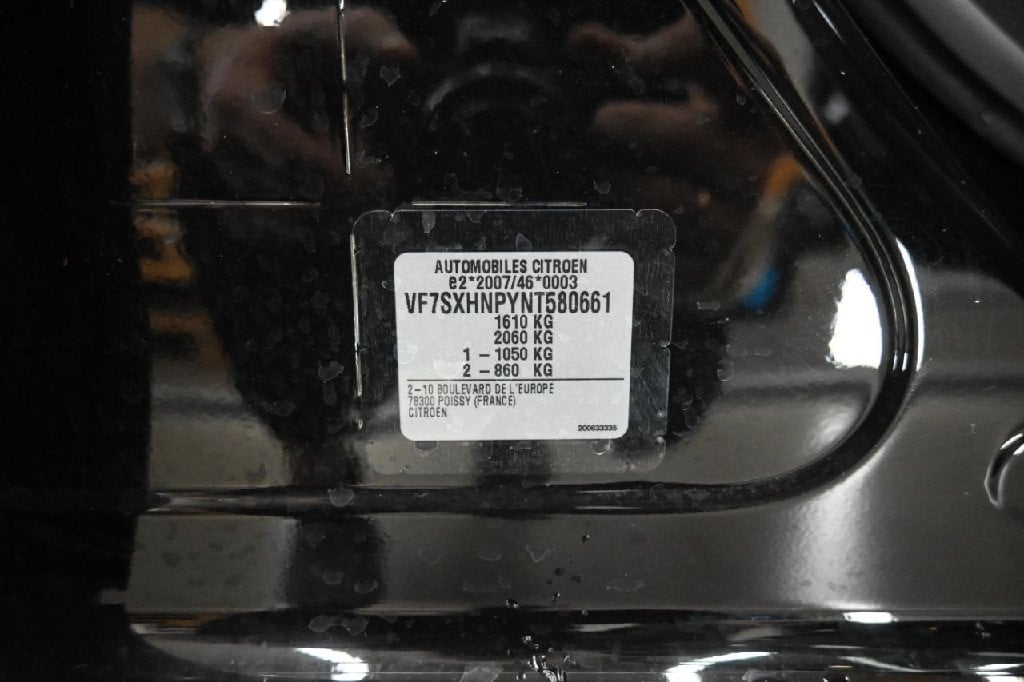 AUTOMOBILES CITROEN
e2*2007/46*0003
VF7SXHNPYNT580661
1610 KG
2060 KG
1 – 1050 KG
2 – 860 KG
2–10 BOULEVARD DE L'EUROPE
78300 POISSY (FRANCE)
CITROEN
200633335